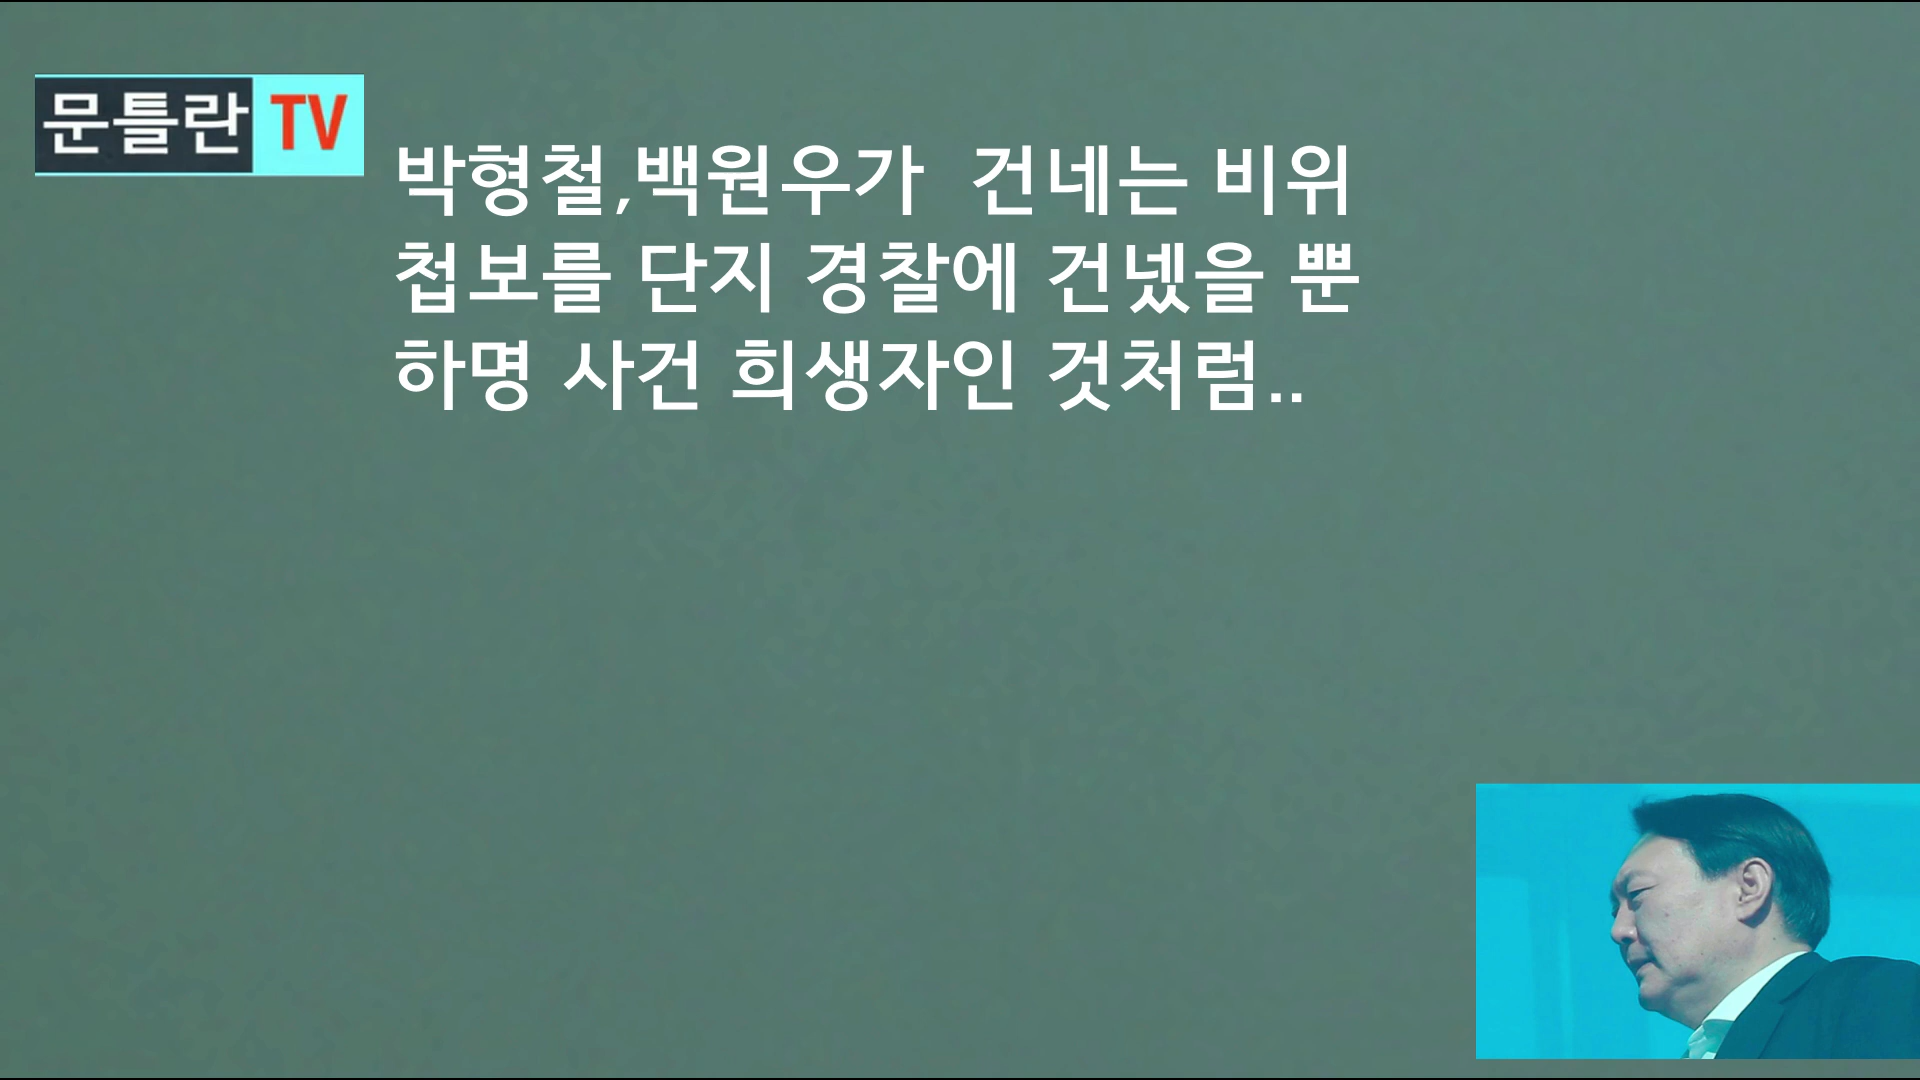 문틀란 TV
박형철,백원우가 건네는 비위
첩보를 단지 경찰에 건넸을 뿐
하명 사건 희생자인 것처럼..